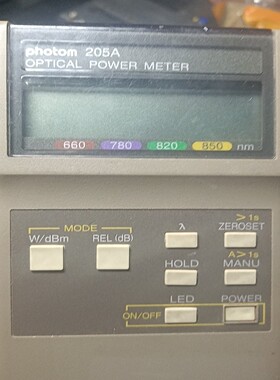 photom 205A
OPTICAL POWER METER
660 780 820 850 nm
MODE
W/dBm REL (dB)
λ
>1s
ZEROSET
HOLD
A>1s
MANU
LED
POWER
ON/OFF